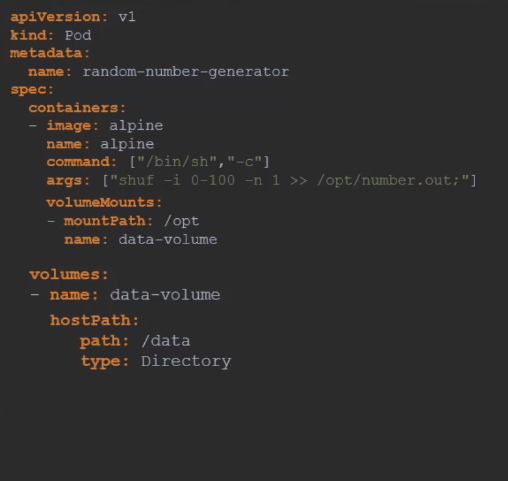 apiVersion: v1
kind: Pod
metadata:
  name: random-number-generator
spec:
  containers:
  - image: alpine
    name: alpine
    command: ["/bin/sh","-c"]
    args: ["shuf -i 0-100 -n 1 >> /opt/number.out;"]
    volumeMounts:
    - mountPath: /opt
      name: data-volume
  volumes:
  - name: data-volume
    hostPath:
       path: /data
       type: Directory